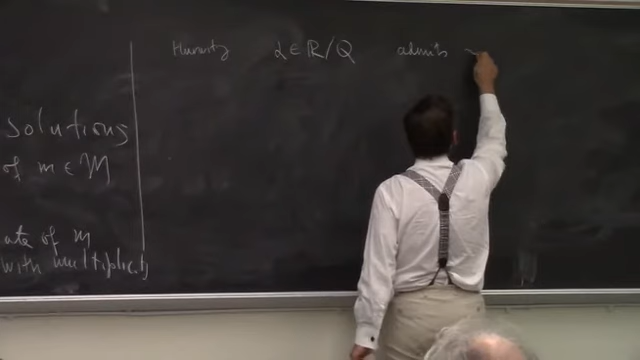 Solutions
of m ∈ M
ate of m
with multiplicity
Hurwitz α ∈ ℝ/Q admits